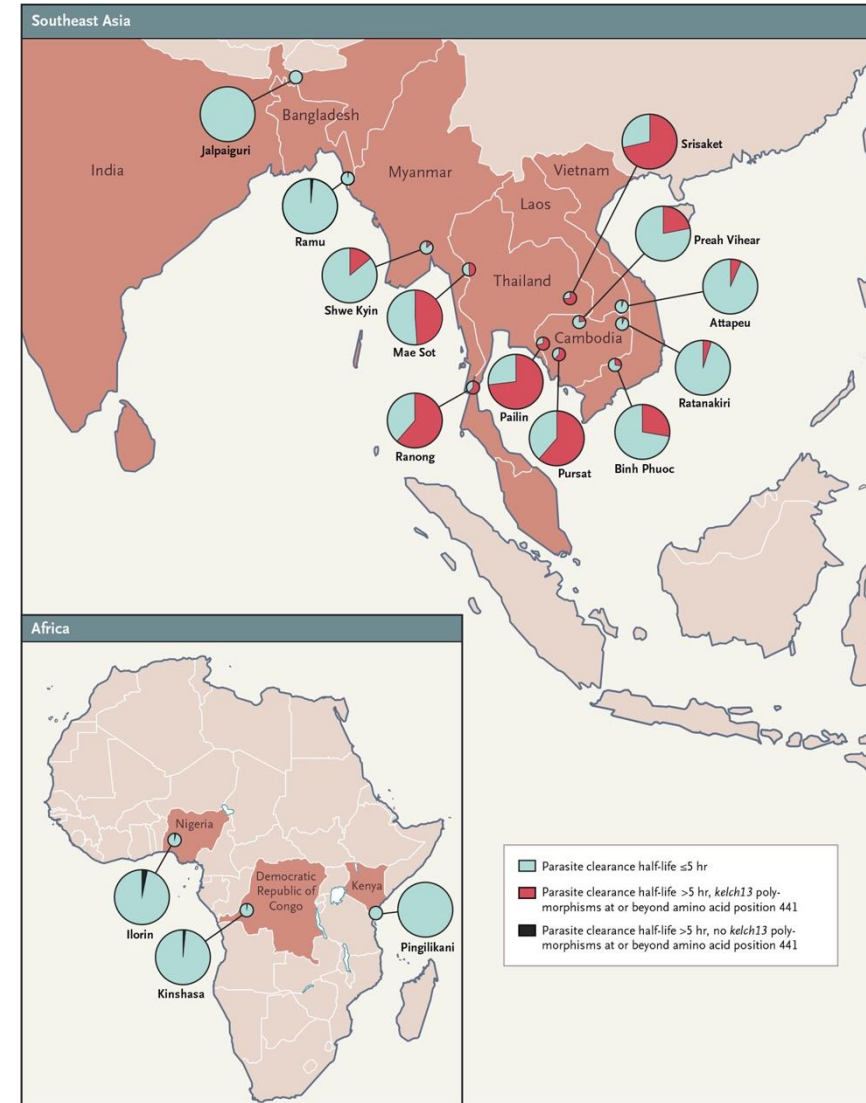 Southeast Asia
Jalpaiguri
Bangladesh
India
Myanmar
Vietnam
Srisaket
Laos
Ramu
Preah Vihear
Shwe Kyin
Thailand
Attapeu
Mae Sot
Cambodia
Ratanakiri
Pailin
Ranong
Pursat
Binh Phuoc
Africa
Nigeria
Democratic
Republic of
Congo
Kenya
Ilorin
Pingilikani
Kinshasa
Parasite clearance half-life ≤5 hr
Parasite clearance half-life >5 hr, kelch13 poly-
morphisms at or beyond amino acid position 441
Parasite clearance half-life >5 hr, no kelch13 poly-
morphisms at or beyond amino acid position 441